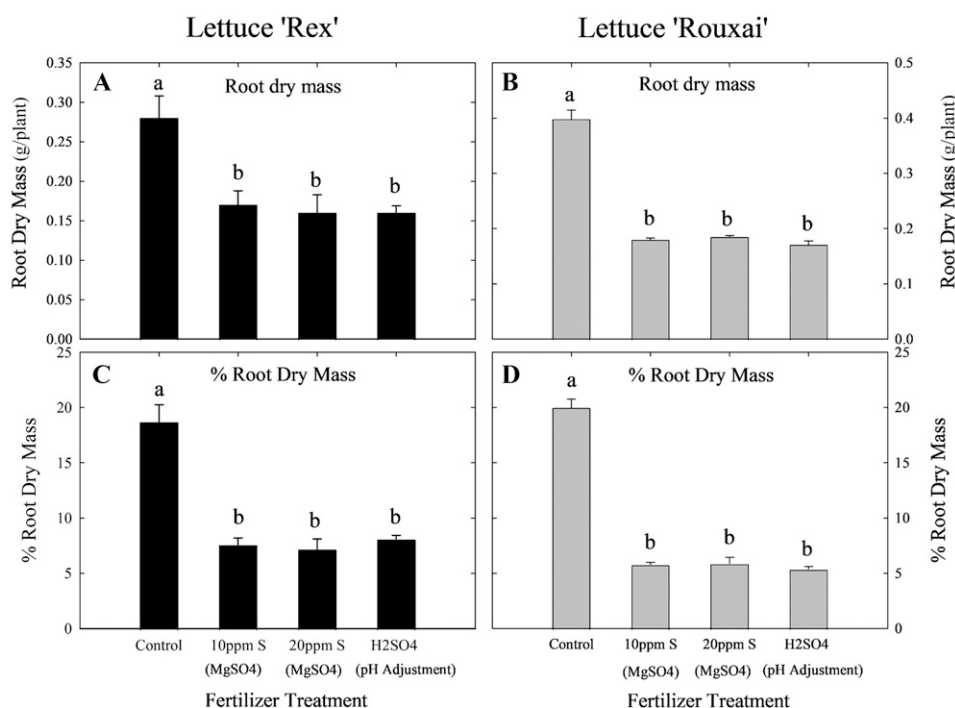 Lettuce 'Rex'
Lettuce 'Rouxai'
A
Root dry mass
a
b
b
b
0.35
0.30
0.25
0.20
0.15
0.10
0.05
0.00
Root Dry Mass (g/plant)
B
Root dry mass
a
b
b
b
0.5
0.4
0.3
0.2
0.1
0.0
Root Dry Mass (g/plant)
C
% Root Dry Mass
a
b
b
b
25
20
15
10
5
0
% Root Dry Mass
D
% Root Dry Mass
a
b
b
b
25
20
15
10
5
0
% Root Dry Mass
Control 10ppm S 20ppm S H2SO4
(MgSO4) (MgSO4) (pH Adjustment)
Fertilizer Treatment
Control 10ppm S 20ppm S H2SO4
(MgSO4) (MgSO4) (pH Adjustment)
Fertilizer Treatment